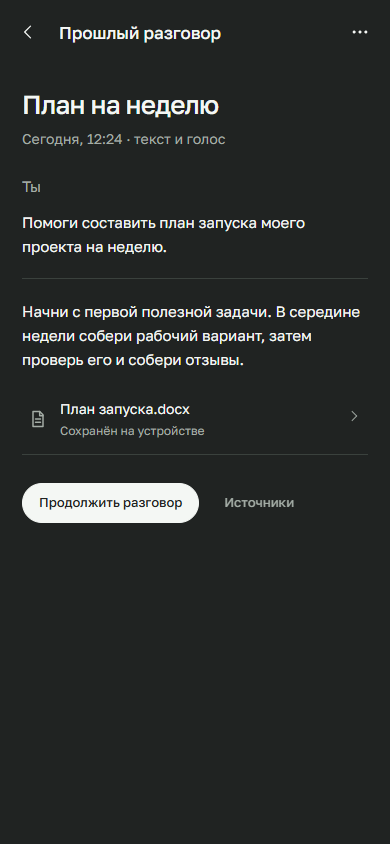 Прошлый разговор
План на неделю
Сегодня, 12:24 · текст и голос
Ты
Помоги составить план запуска моего
проекта на неделю.
Начни с первой полезной задачи. В середине
недели собери рабочий вариант, затем
проверь его и собери отзывы.
План запуска.docx
Сохранён на устройстве
Продолжить разговор
Источники